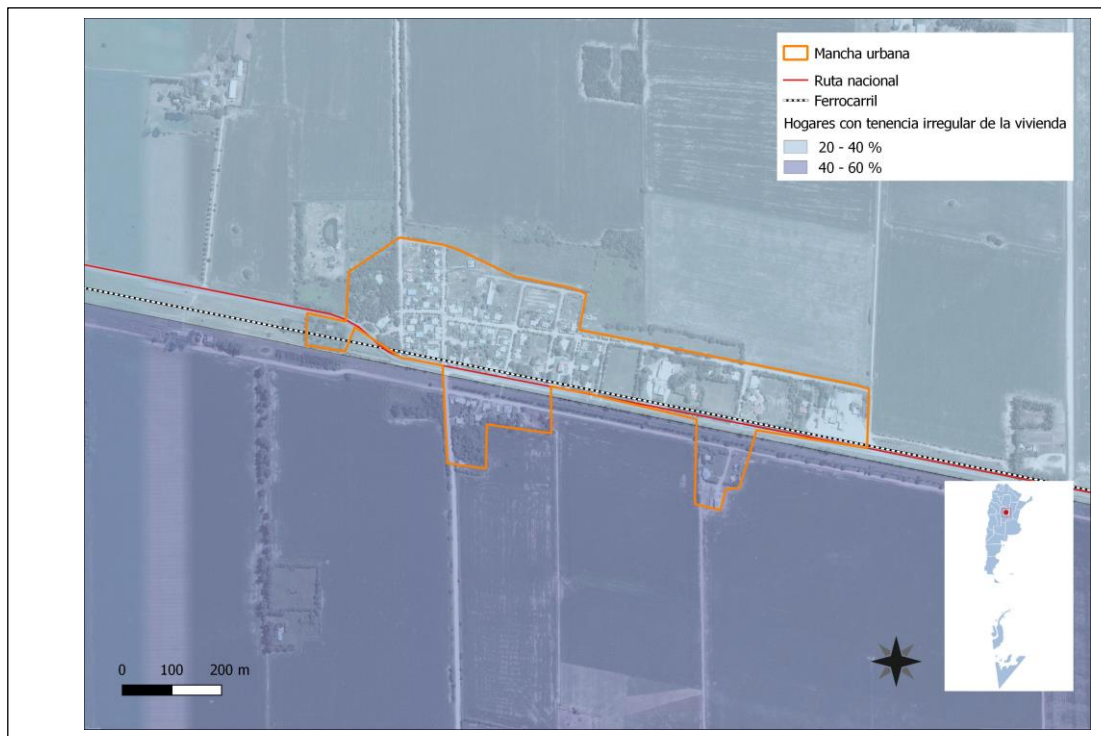 Mancha urbana
Ruta nacional
Ferrocarril
Hogares con tenencia irregular de la vivienda
20 - 40 %
40 - 60 %
0 100 200 m